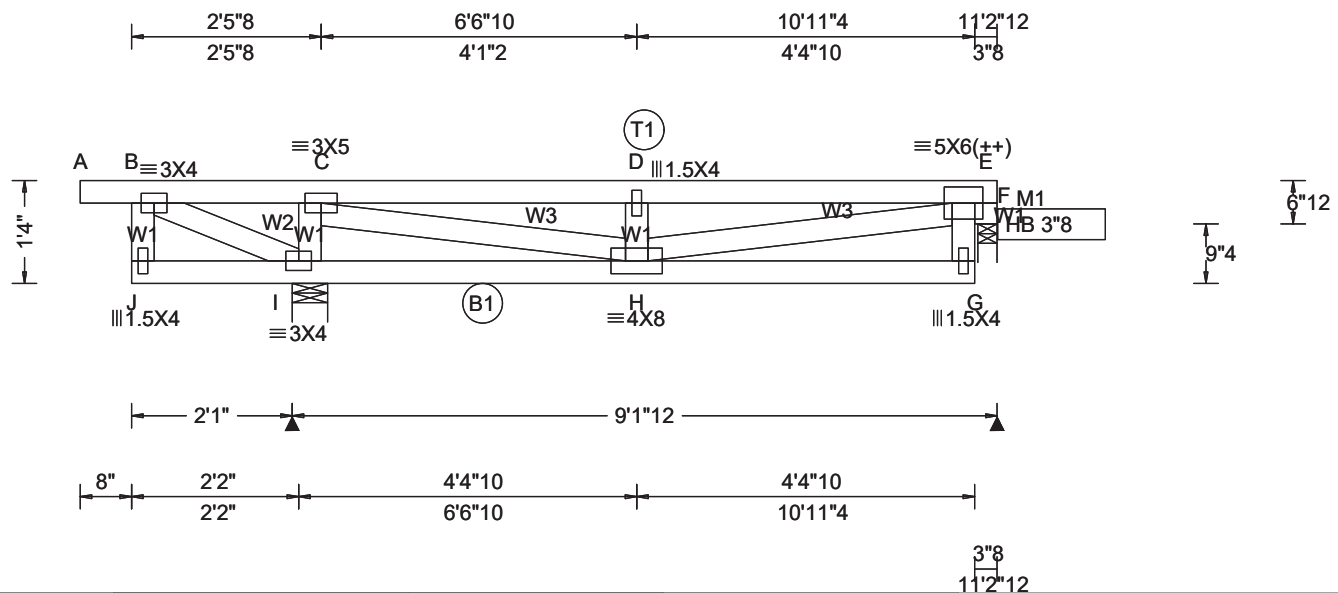 2'5"8 6'6"10 10'11"4 11'2"12
2'5"8 4'1"2 4'4"10 3"8
T1
≡3X5 ≡5X6(++)
A B ≡3X4 C D |||1.5X4 E
F M1
W1 HB 3"8
6"12
1'4"
W1 W2 W1 W3 W1 W3
9"4
J I B1 H G
|||1.5X4 ≡3X4 ≡4X8 |||1.5X4
2'1" 9'1"12
8" 2'2" 4'4"10 4'4"10
2'2" 6'6"10 10'11"4
3"8
11'2"12